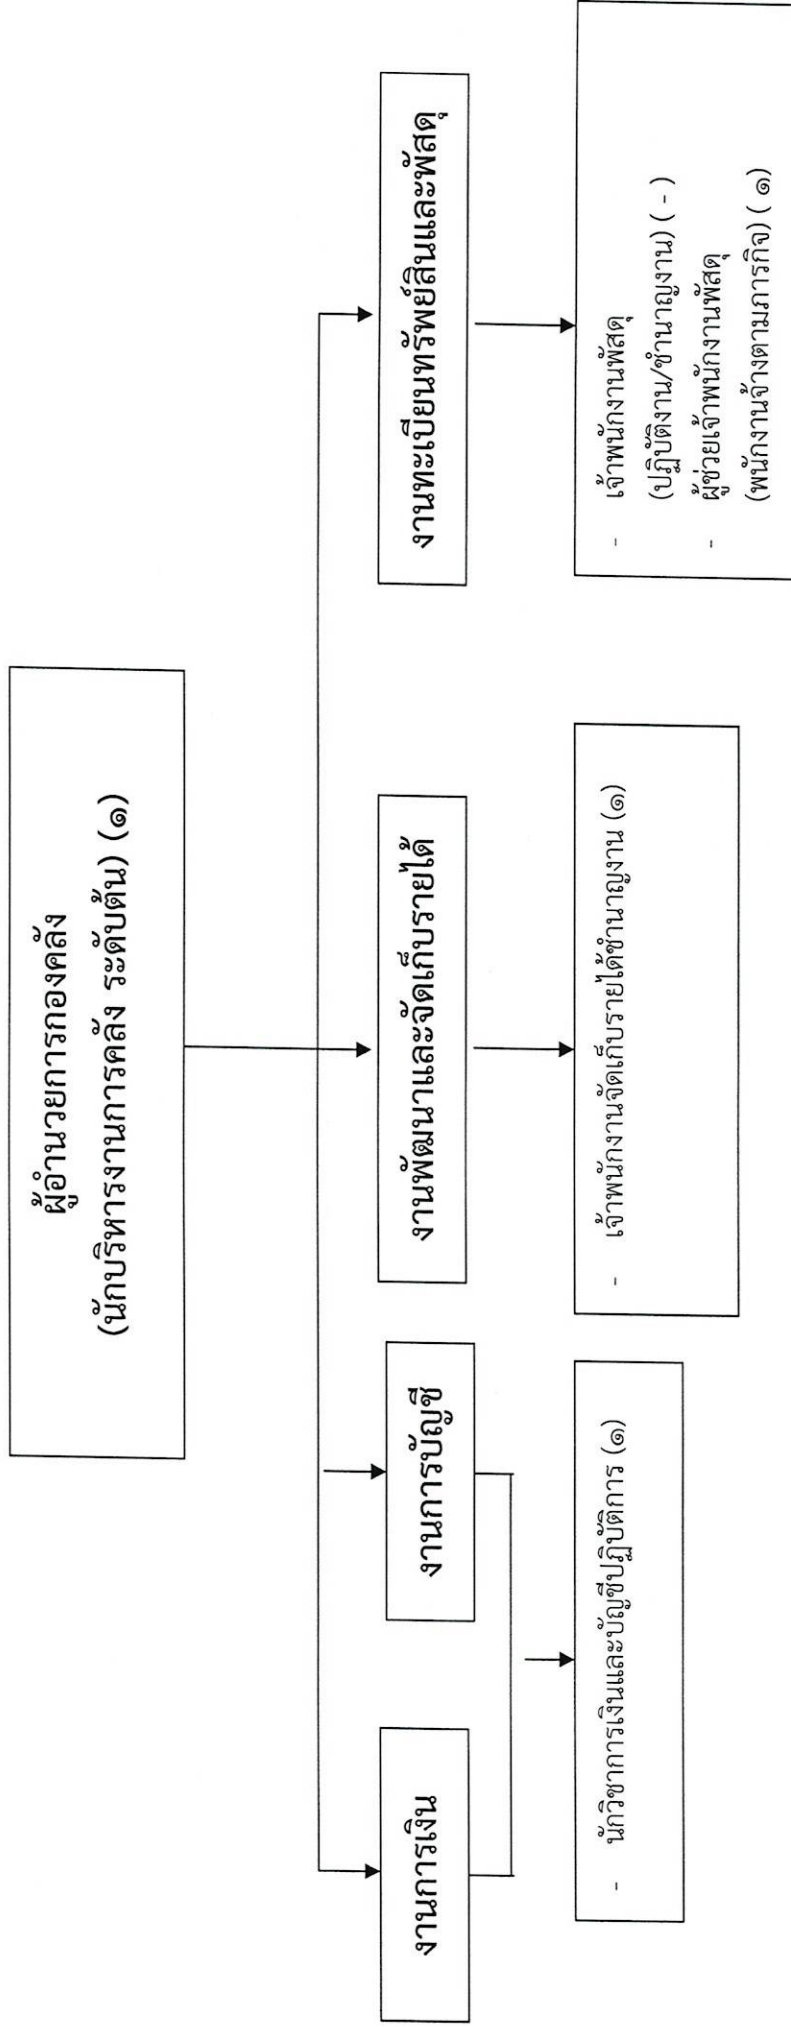 ผู้อำนวยการกองคลัง
(นักบริหารงานการคลัง ระดับต้น) (๑)
งานการเงิน
งานการบัญชี
งานพัฒนาและจัดเก็บรายได้
งานทะเบียนทรัพย์สินและพัสดุ
- นักวิชาการเงินและบัญชีปฏิบัติการ (๑)
- เจ้าพนักงานจัดเก็บรายได้ชำนาญงาน (๑)
- เจ้าพนักงานพัสดุ
(ปฏิบัติงาน/ชำนาญงาน) ( - )
- ผู้ช่วยเจ้าพนักงานพัสดุ
(พนักงานจ้างตามภารกิจ) ( ๑)